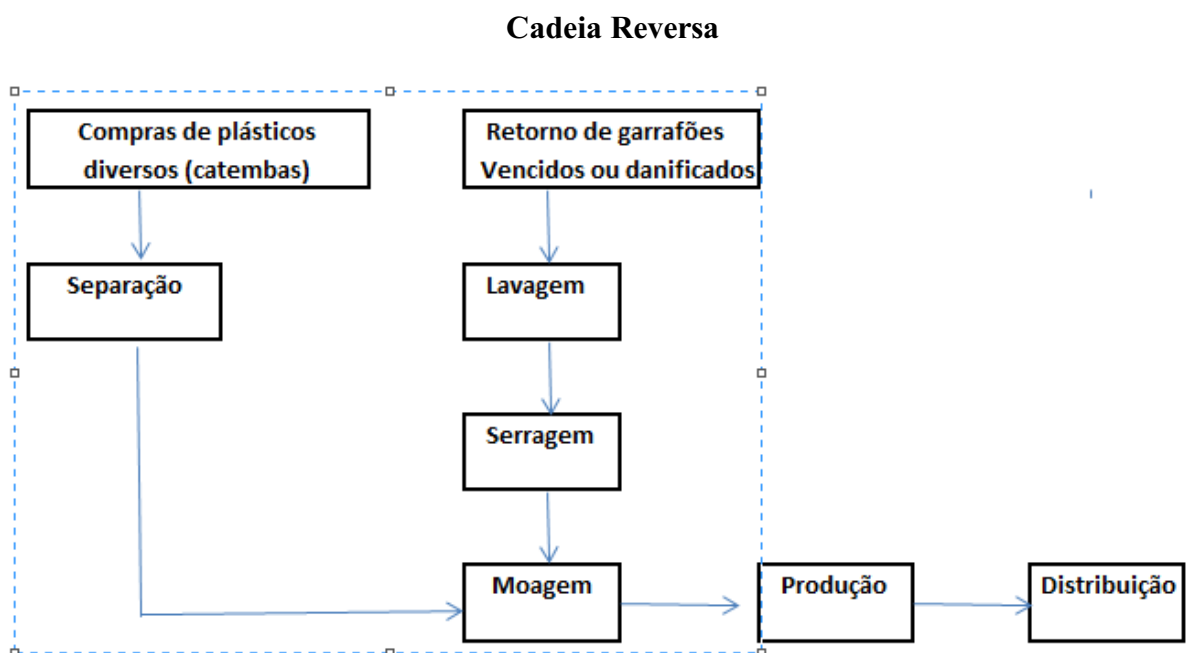 Cadeia Reversa
Compras de plásticos
diversos (catembas)
Retorno de garrafões
Vencidos ou danificados
Separação
Lavagem
Serragem
Moagem
Produção
Distribuição